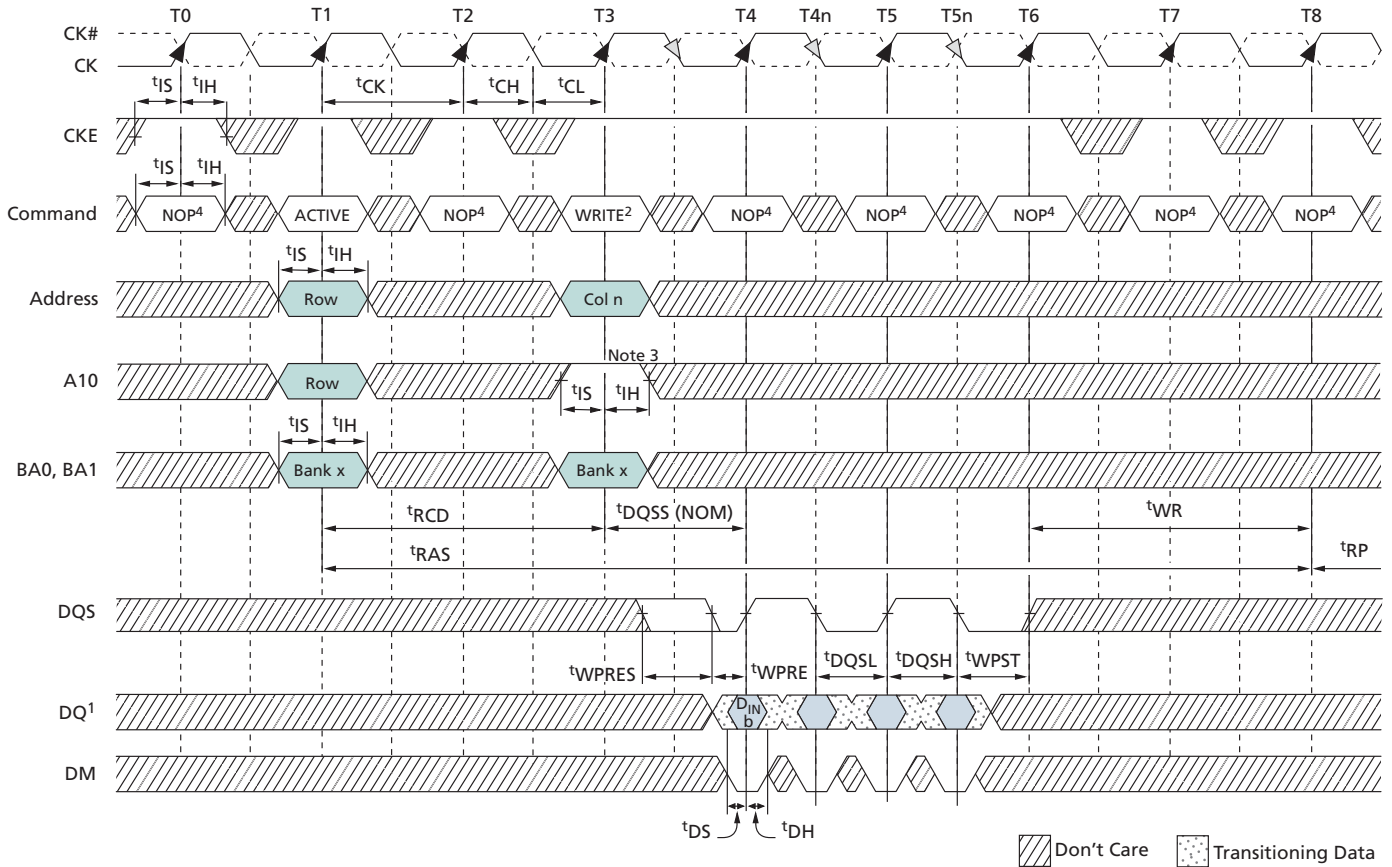 T0 T1 T2 T3 T4 T4n T5 T5n T6 T7 T8
CK#
CK
tIS tIH tCK tCH tCL
CKE
tIS tIH
Command NOP4 ACTIVE NOP4 WRITE2 NOP4 NOP4 NOP4 NOP4 NOP4
tIS tIH
Address Row Col n
Note 3
A10 Row
tIS tIH
tIS tIH
BA0, BA1 Bank x Bank x
tRCD tDQSS (NOM) tWR
tRAS tRP
DQS
tWPRES tWPRE tDQSL tDQSH tWPST
DQ1 DIN
b
DM
tDS tDH
Don't Care Transitioning Data